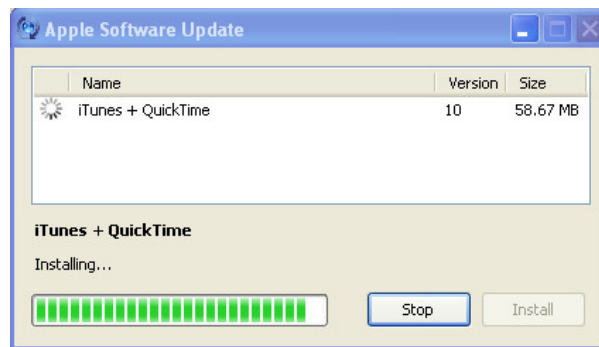 Apple Software Update
Name Version Size
iTunes + QuickTime 10 58.67 MB
iTunes + QuickTime
Installing...
Stop Install